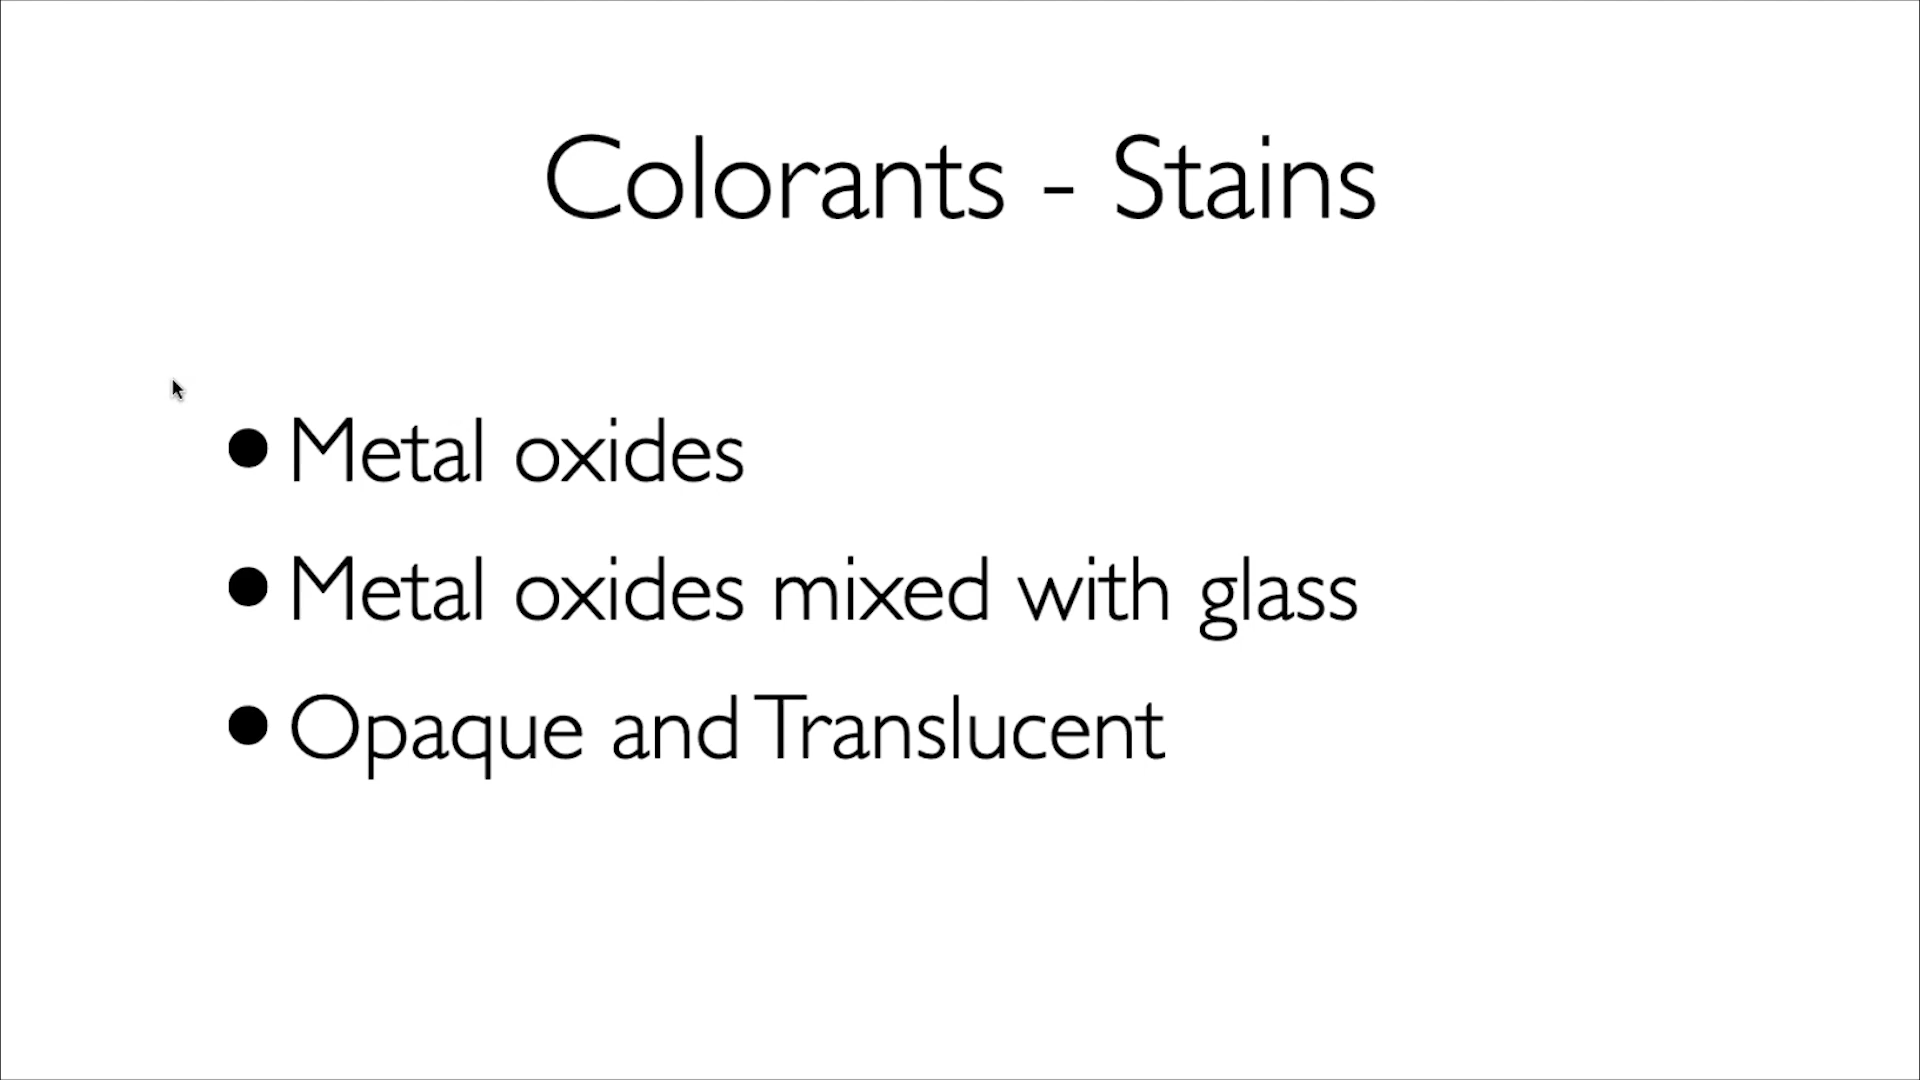 Colorants - Stains
• Metal oxides
• Metal oxides mixed with glass
• Opaque and Translucent